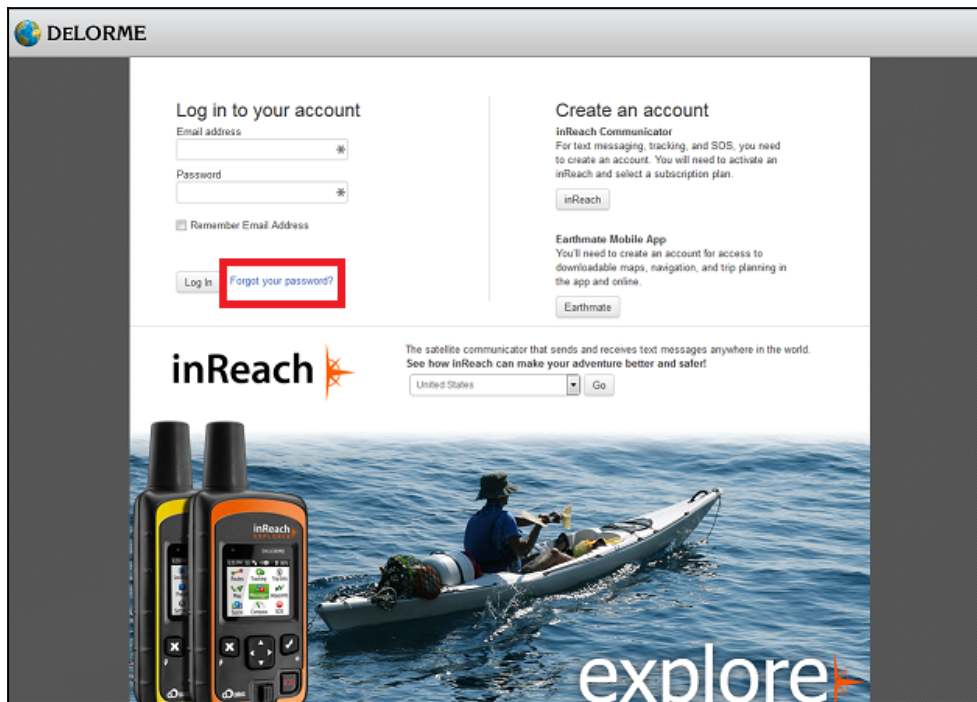 DELORME
Log in to your account
Email address
Password
Remember Email Address
Log In
Forgot your password?
Create an account
inReach Communicator
For text messaging, tracking, and SOS, you need
to create an account. You will need to activate an
inReach and select a subscription plan.
inReach
Earthmate Mobile App
You'll need to create an account for access to
downloadable maps, navigation, and trip planning in
the app and online.
Earthmate
inReach
The satellite communicator that sends and receives text messages anywhere in the world.
See how inReach can make your adventure better and safer!
United States
Go
inReach
EXPLORER
DELORME
Tracking
Map
Compass
SOS
explore